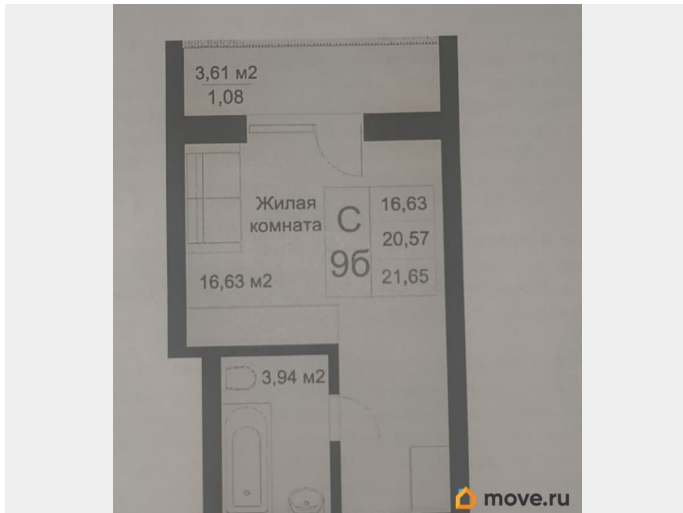 3,61 м2
1,08
Жилая
комната
16,63 м2
С
9б
16,63
20,57
21,65
3,94 м2
move.ru